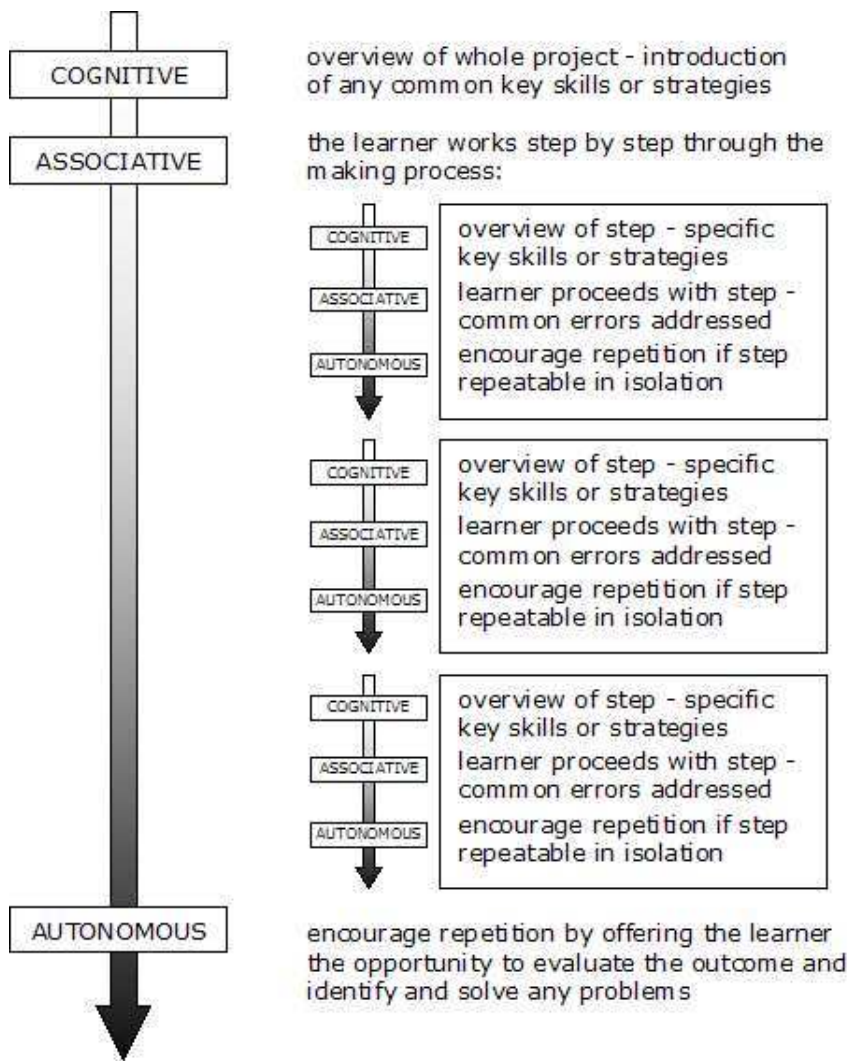 COGNITIVE
overview of whole project - introduction
of any common key skills or strategies
ASSOCIATIVE
the learner works step by step through the
making process:
COGNITIVE
overview of step - specific
key skills or strategies
ASSOCIATIVE
learner proceeds with step -
common errors addressed
AUTONOMOUS
encourage repetition if step
repeatable in isolation
COGNITIVE
overview of step - specific
key skills or strategies
ASSOCIATIVE
learner proceeds with step -
common errors addressed
AUTONOMOUS
encourage repetition if step
repeatable in isolation
COGNITIVE
overview of step - specific
key skills or strategies
ASSOCIATIVE
learner proceeds with step -
common errors addressed
AUTONOMOUS
encourage repetition if step
repeatable in isolation
AUTONOMOUS
encourage repetition by offering the learner
the opportunity to evaluate the outcome and
identify and solve any problems